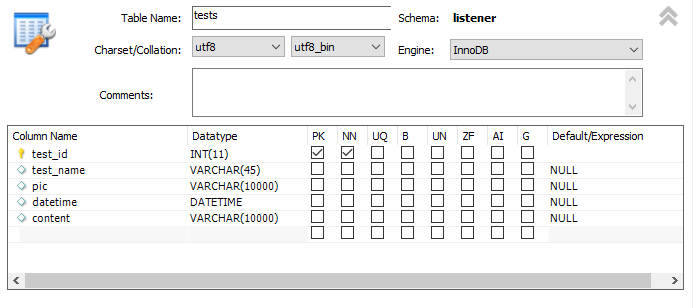 Table Name: tests Schema: listener
Charset/Collation: utf8 utf8_bin Engine: InnoDB
Comments:
Column Name Datatype PK NN UQ B UN ZF AI G Default/Expression
test_id INT(11)
test_name VARCHAR(45) NULL
pic VARCHAR(10000) NULL
datetime DATETIME NULL
content VARCHAR(10000) NULL